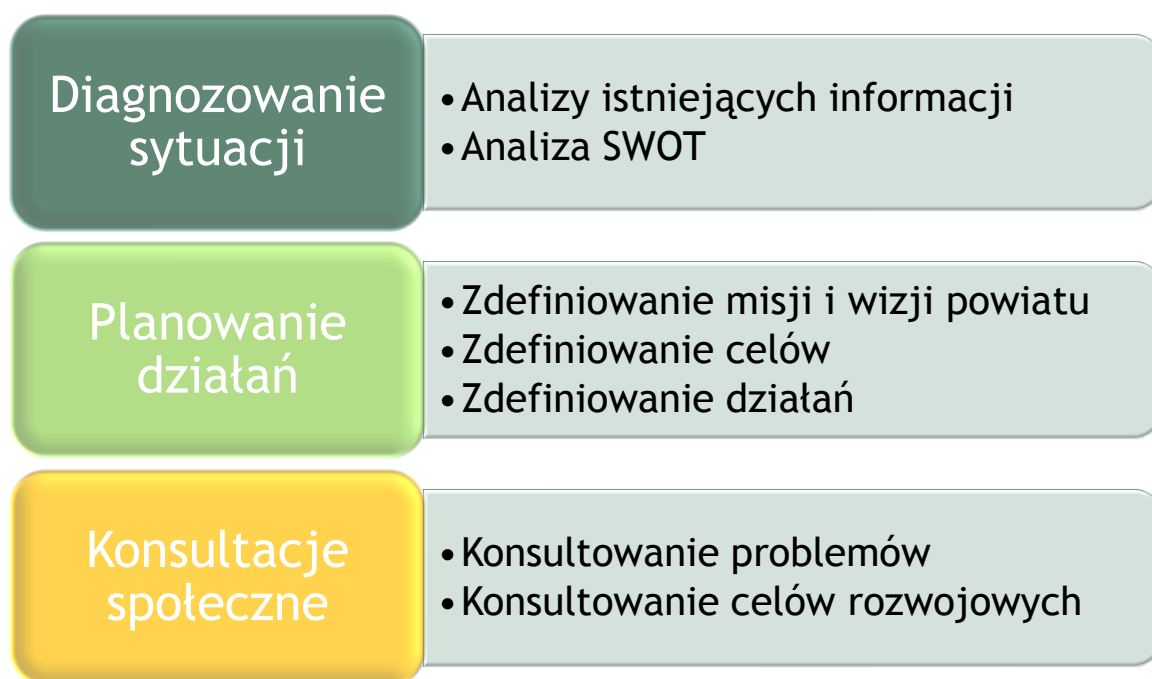 Diagnozowanie
sytuacji
•Analizy istniejących informacji
•Analiza SWOT
Planowanie
działań
•Zdefiniowanie misji i wizji powiatu
•Zdefiniowanie celów
•Zdefiniowanie działań
Konsultacje
społeczne
•Konsultowanie problemów
•Konsultowanie celów rozwojowych